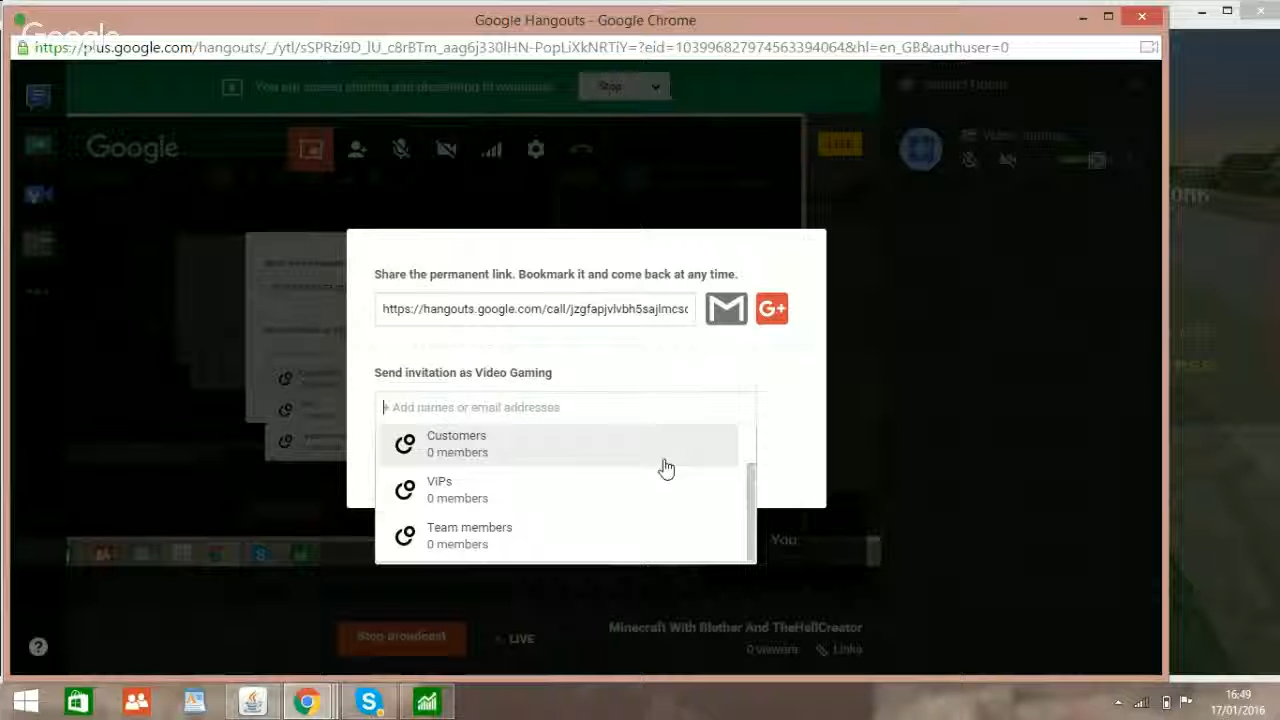 Google Hangouts - Google Chrome
https://plus.google.com/hangouts/_/ytl/sSPRzi9D_lU_c8rBTm_ang6j330lHN-PopLiXkNRTiY=?eid=103996827974563394064&hl=en_GB&authuser=0
Stop
Google
LIVE
Share the permanent link. Bookmark it and come back at any time.
https://hangouts.google.com/call/jzgfapjvlvbh5sajlmcsc
G+
Send invitation as Video Gaming
+ Add names or email addresses
Customers
0 members
VIPs
0 members
Team members
0 members
You
Stop broadcast
LIVE
Minecraft With Blether And TheHellCreator
0 viewers
Links
16:49
17/01/2016